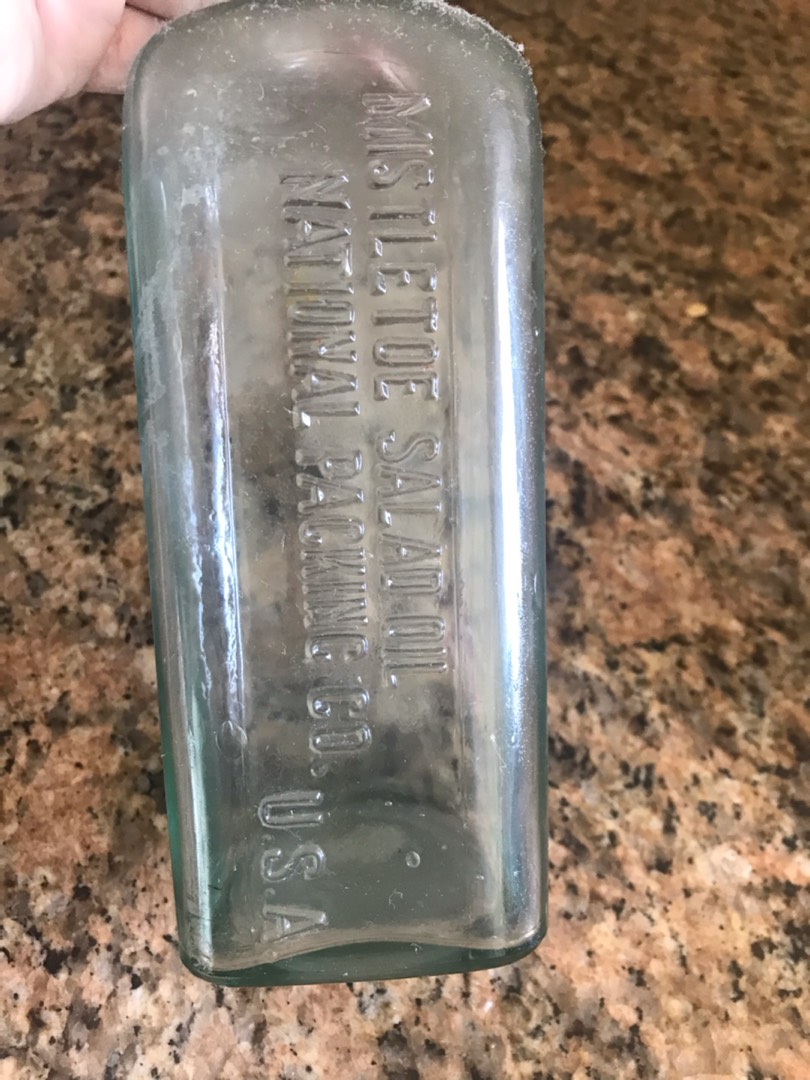 MISTLETOE SALAD OIL
NATIONAL PACKING CO.
U.S.A